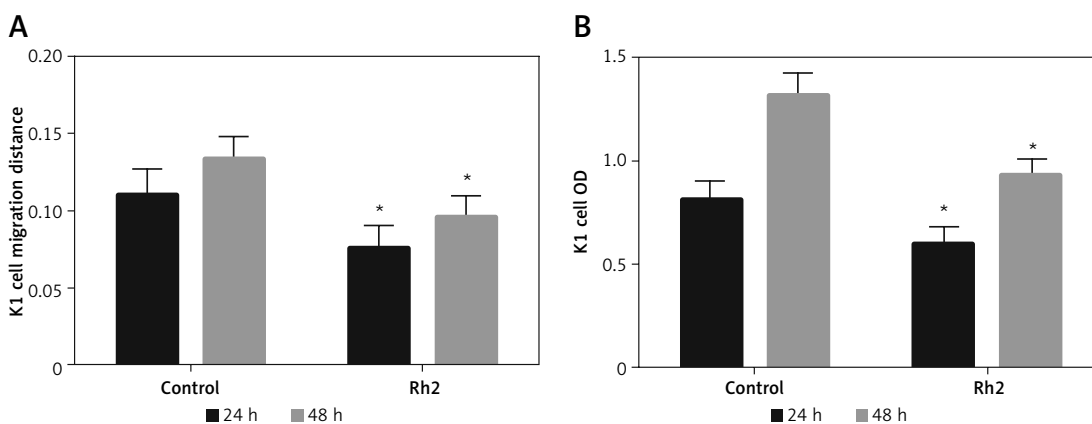 A
K1 cell migration distance
0.20
0.15
0.10
0.05
0
*
*
Control
Rh2
24 h
48 h
B
K1 cell OD
1.5
1.0
0.5
0
*
*
Control
Rh2
24 h
48 h